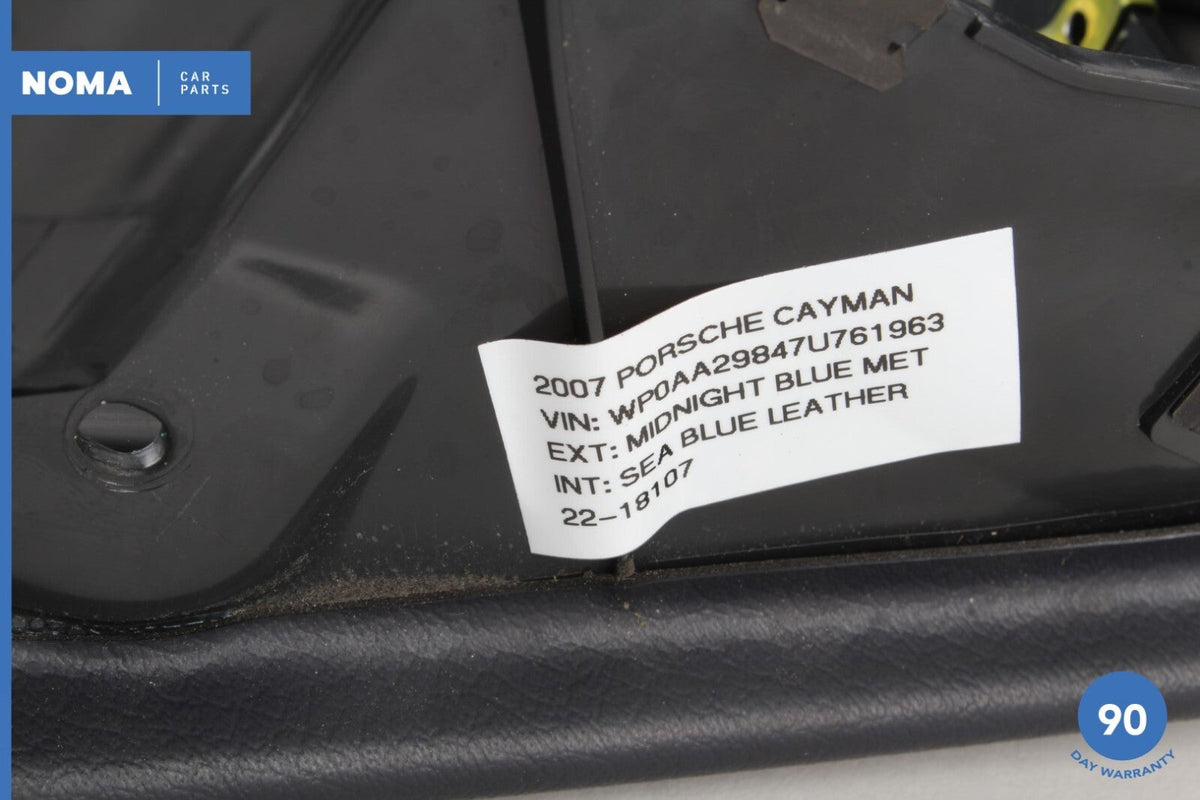 NOMA
CAR
PARTS
2007 PORSCHE CAYMAN
VIN: WP0AA29847U761963
EXT: MIDNIGHT BLUE MET
INT: SEA BLUE LEATHER
22-18107
90
DAY WARRANTY